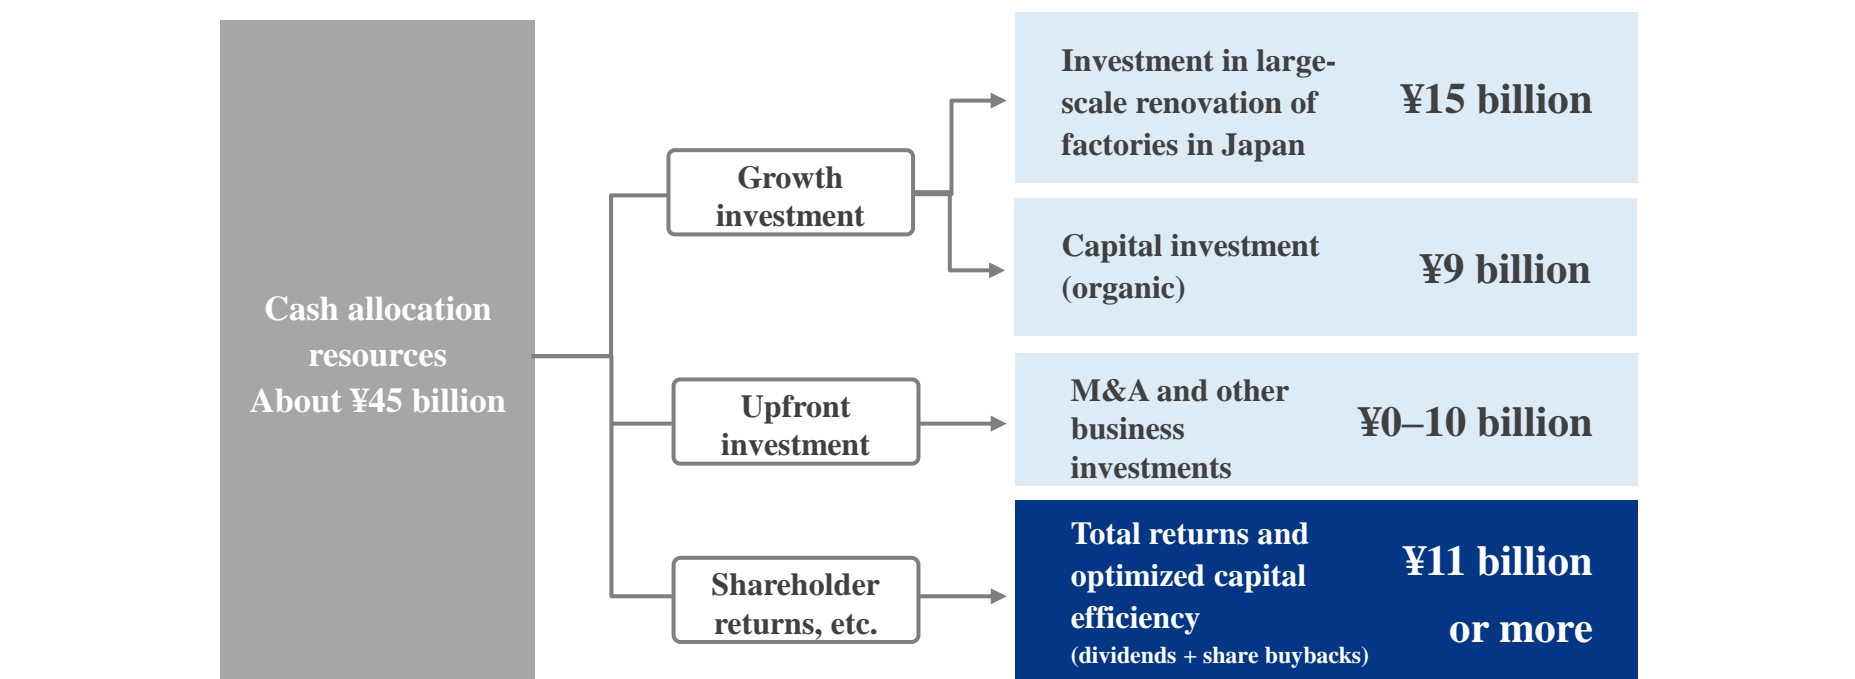 Cash allocation
resources
About ¥45 billion
Growth
investment
Investment in large-
scale renovation of
factories in Japan
¥15 billion
Capital investment
(organic)
¥9 billion
Upfront
investment
M&A and other
business
investments
¥0–10 billion
Shareholder
returns, etc.
Total returns and
optimized capital
efficiency
(dividends + share buybacks)
¥11 billion
or more